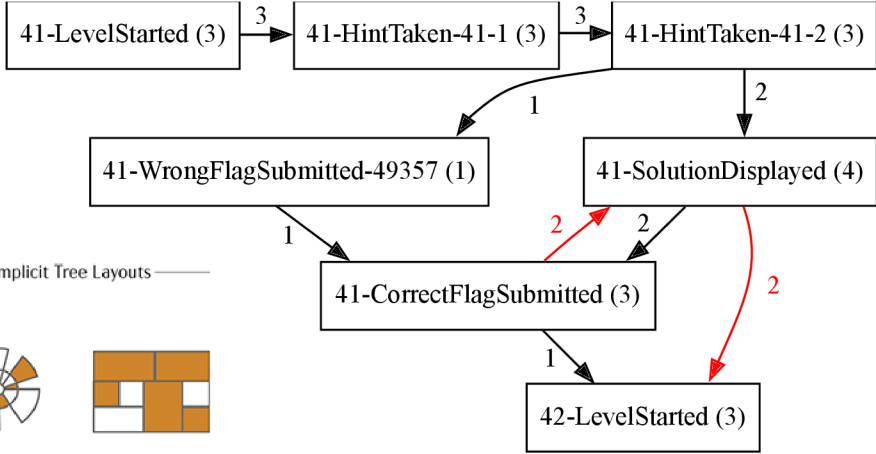 41-LevelStarted (3)
3
41-HintTaken-41-1 (3)
3
41-HintTaken-41-2 (3)
1
2
41-WrongFlagSubmitted-49357 (1)
41-SolutionDisplayed (4)
1
2
2
2
mplicit Tree Layouts
41-CorrectFlagSubmitted (3)
1
42-LevelStarted (3)